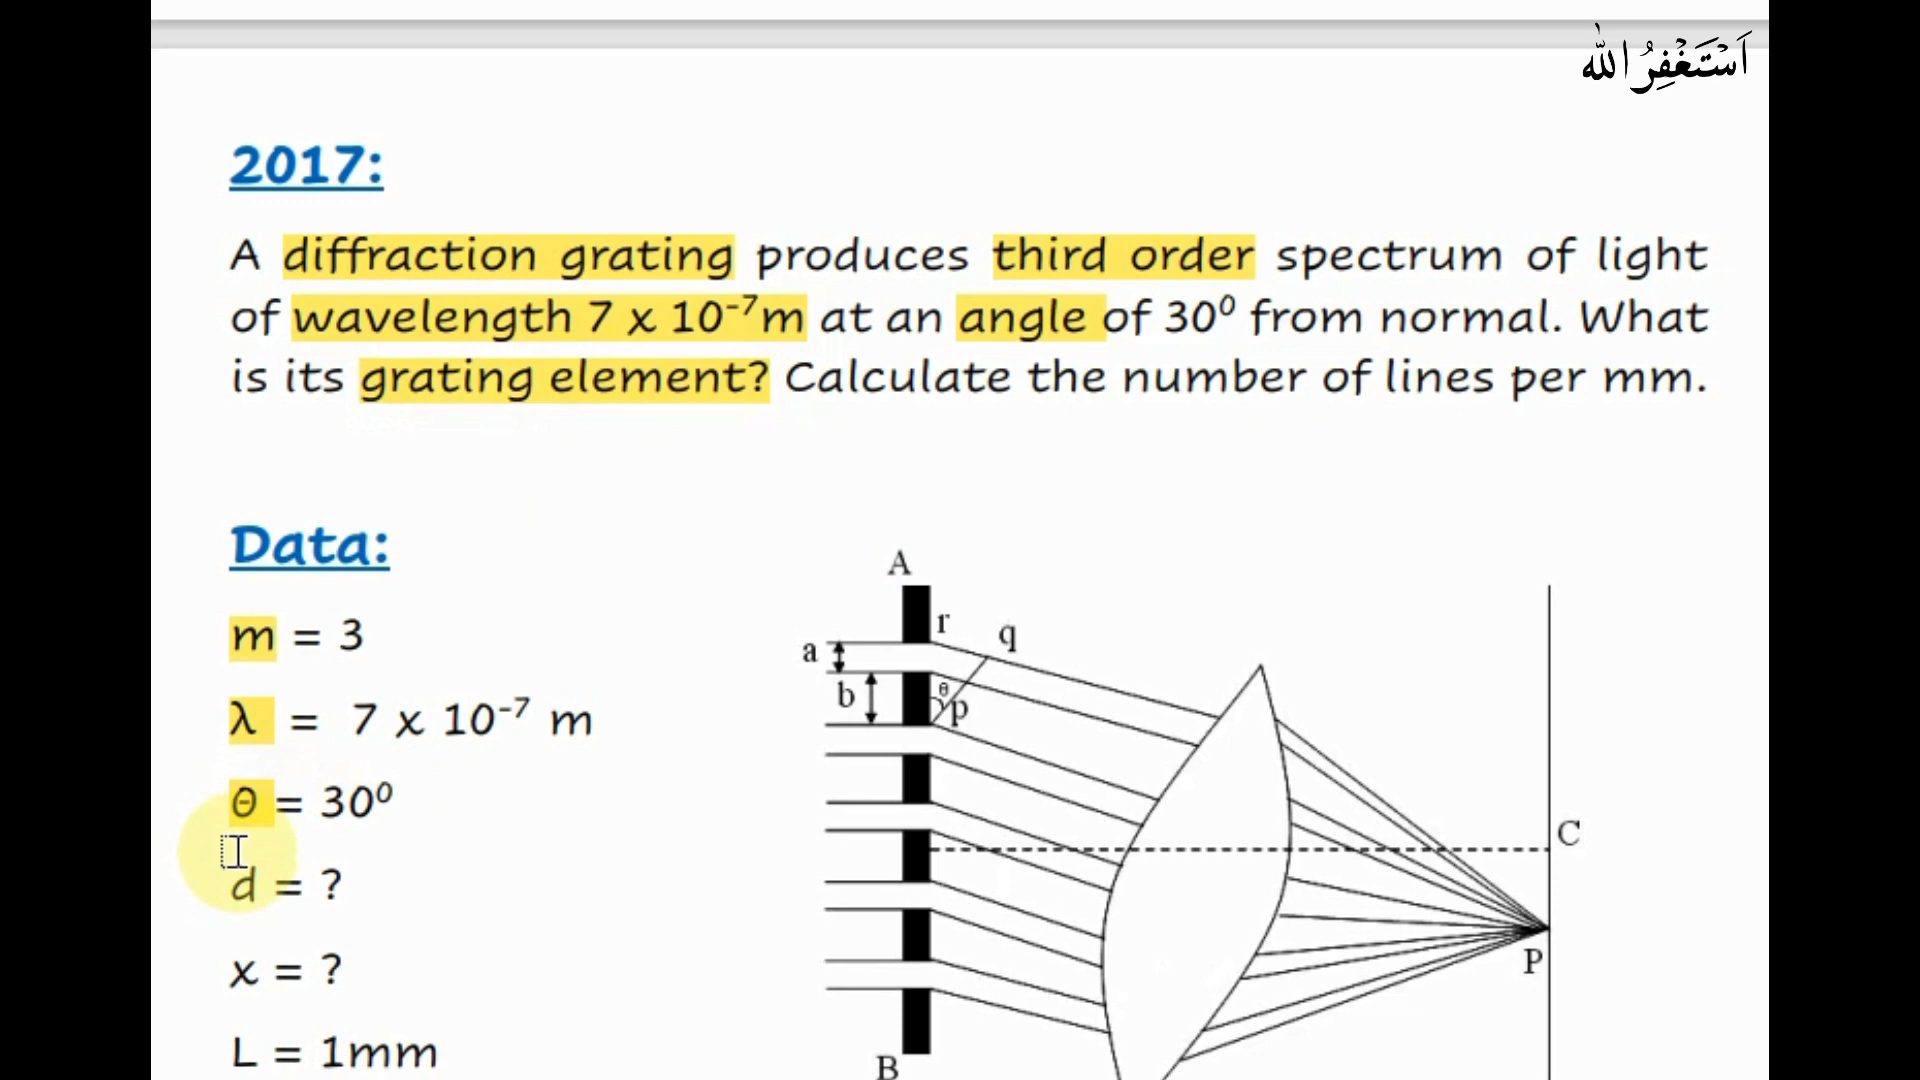 اَسْتَغْفِرُ اللّٰه
2017:
A diffraction grating produces third order spectrum of light
of wavelength 7 x 10⁻⁷m at an angle of 30⁰ from normal. What
is its grating element? Calculate the number of lines per mm.
Data:
m = 3
λ = 7 x 10⁻⁷ m
θ = 30⁰
d = ?
x = ?
L = 1mm
A
r
q
a
θ
b
p
C
P
B